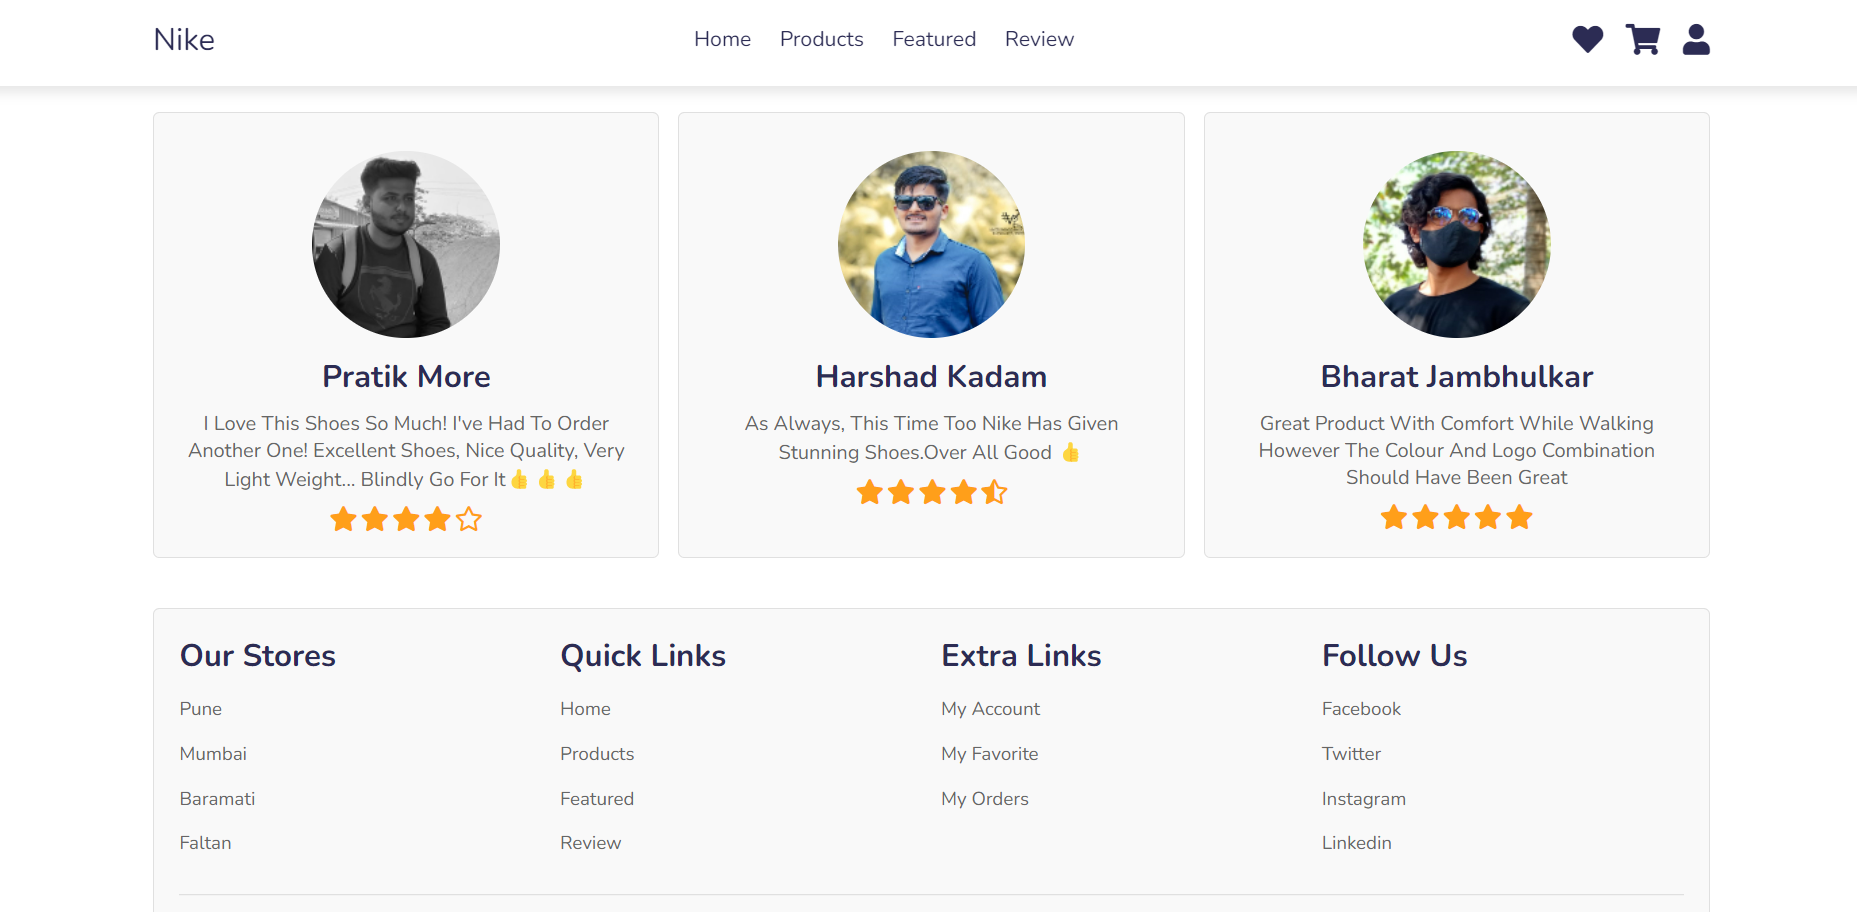 Nike
Home Products Featured Review
Pratik More
I Love This Shoes So Much! I've Had To Order
Another One! Excellent Shoes, Nice Quality, Very
Light Weight... Blindly Go For It👍 👍 👍
Harshad Kadam
As Always, This Time Too Nike Has Given
Stunning Shoes.Over All Good 👍
Bharat Jambhulkar
Great Product With Comfort While Walking
However The Colour And Logo Combination
Should Have Been Great
Our Stores
Pune
Mumbai
Baramati
Faltan
Quick Links
Home
Products
Featured
Review
Extra Links
My Account
My Favorite
My Orders
Follow Us
Facebook
Twitter
Instagram
Linkedin